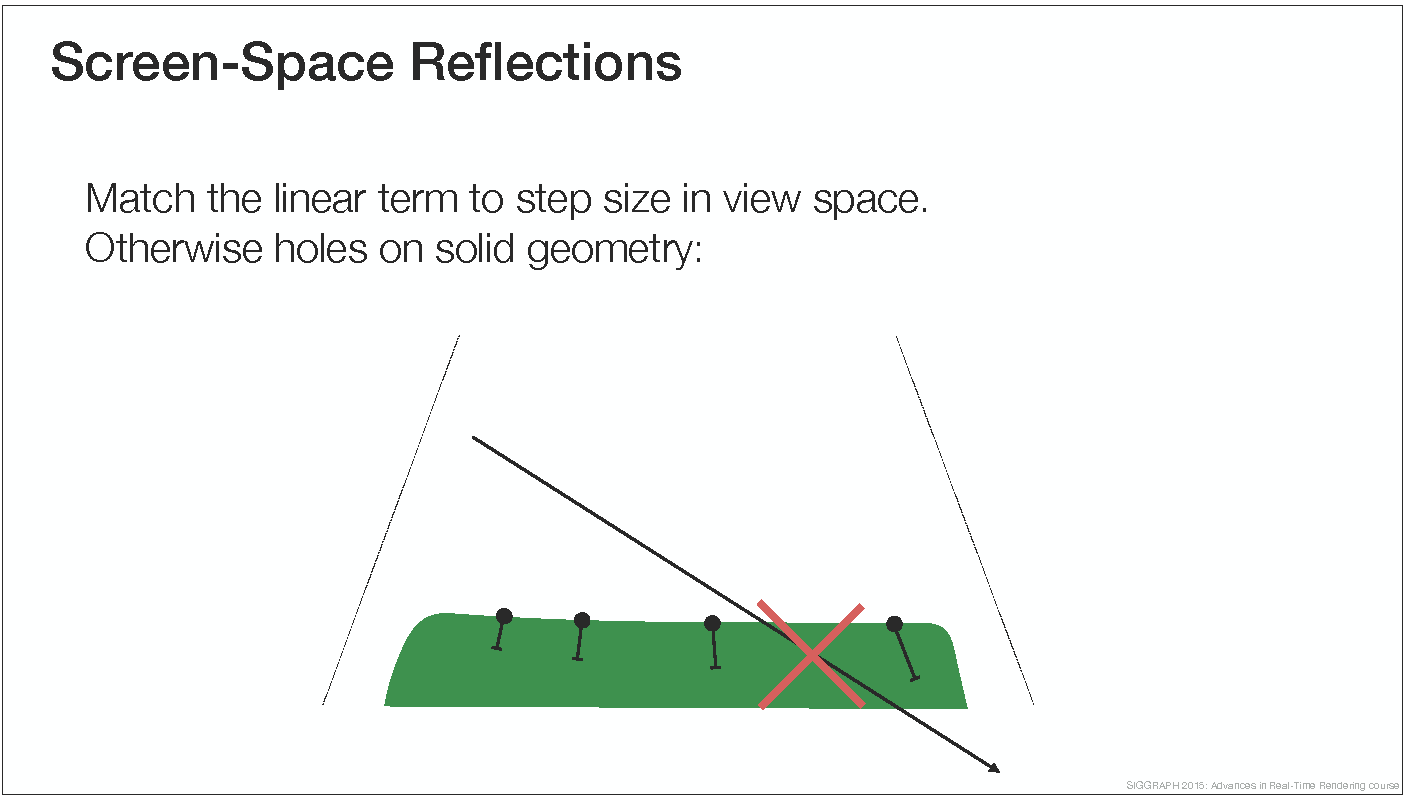 Screen-Space Reflections
Match the linear term to step size in view space.
Otherwise holes on solid geometry:
SIGGRAPH 2015: Advances in Real-Time Rendering course